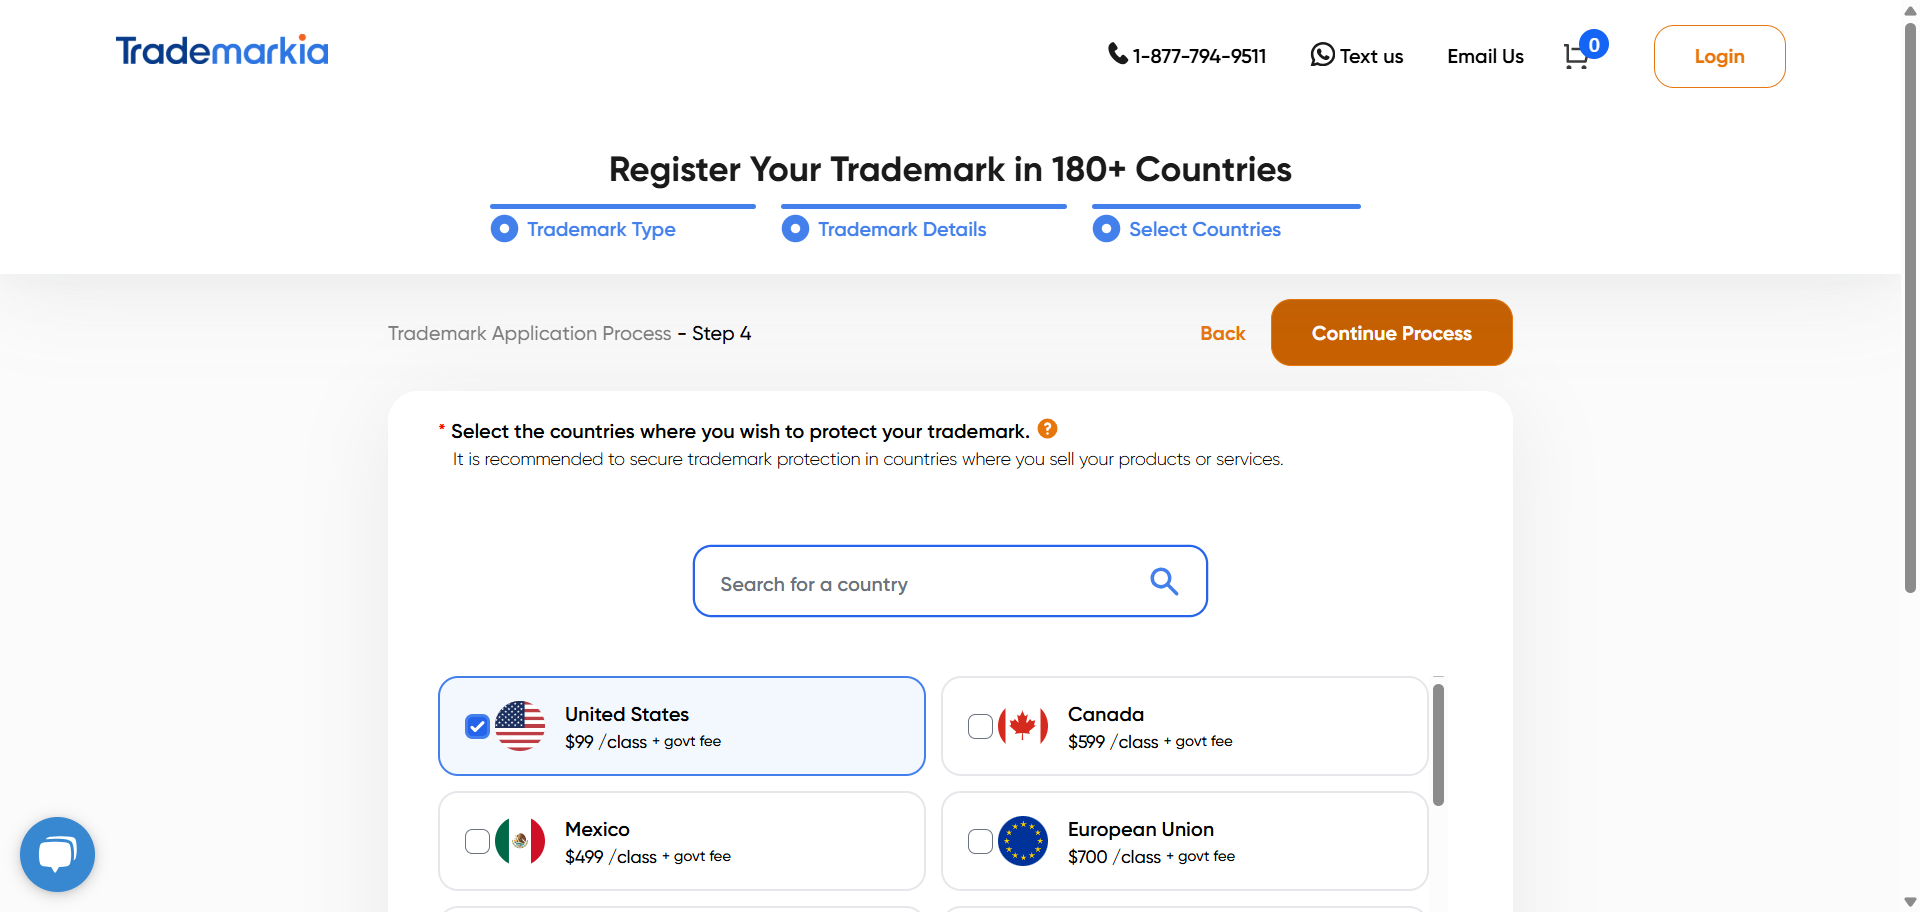 Trademarkia
1-877-794-9511
Text us
Email Us
0
Login
Register Your Trademark in 180+ Countries
Trademark Type
Trademark Details
Select Countries
Trademark Application Process - Step 4
Back
Continue Process
* Select the countries where you wish to protect your trademark. ?
It is recommended to secure trademark protection in countries where you sell your products or services.
Search for a country
United States
$99 /class + govt fee
Canada
$599 /class + govt fee
Mexico
$499 /class + govt fee
European Union
$700 /class + govt fee